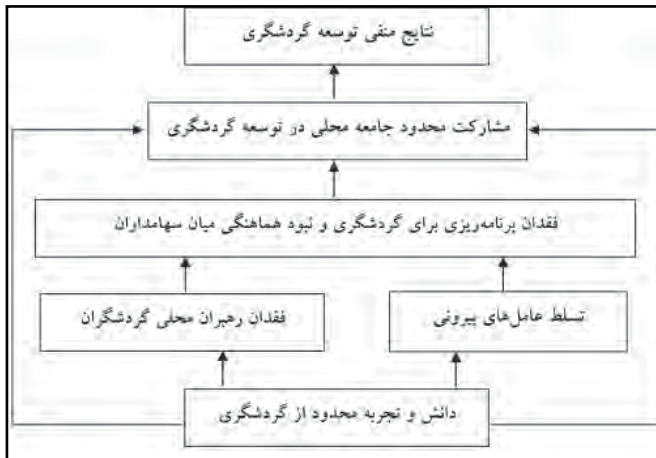 نتایج منفی توسعه گردشگری
مشارکت محدود جامعه محلی در توسعه گردشگری
فقدان برنامه‌ریزی برای گردشگری و نبود هماهنگی میان سهامداران
تسلط عامل‌های بیرونی
فقدان رهبران محلی گردشگران
دانش و تجربه محدود از گردشگری